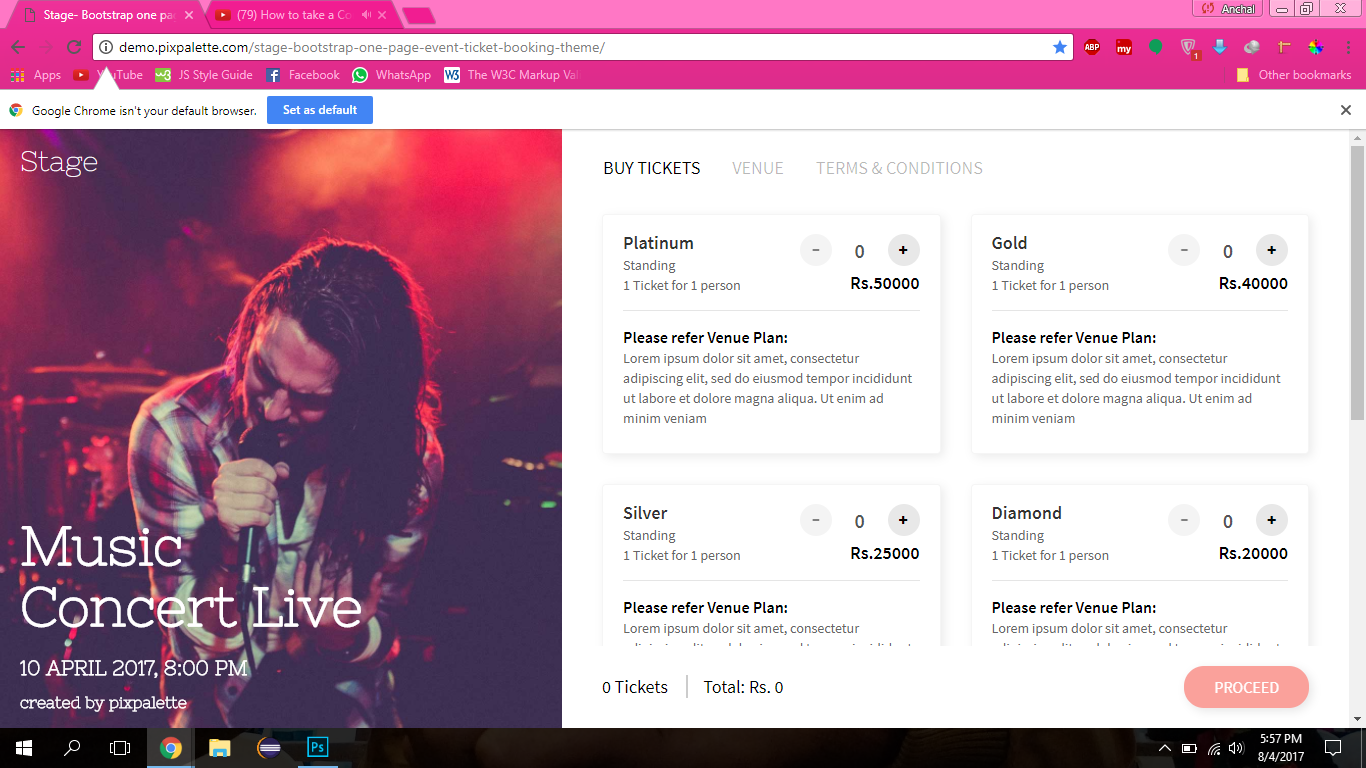 Stage- Bootstrap one pa
(79) How to take a Co
Anchal
demo.pixpalette.com/stage-bootstrap-one-page-event-ticket-booking-theme/
ABP
my
1
Apps
YouTube
JS Style Guide
Facebook
WhatsApp
W3
The W3C Markup Val
Other bookmarks
Google Chrome isn't your default browser.
Set as default
Stage
Music
Concert Live
10 APRIL 2017, 8:00 PM
created by pixpalette
BUY TICKETS VENUE TERMS & CONDITIONS
Platinum
− 0 +
Standing
1 Ticket for 1 person
Rs.50000
Please refer Venue Plan:
Lorem ipsum dolor sit amet, consectetur
adipiscing elit, sed do eiusmod tempor incididunt
ut labore et dolore magna aliqua. Ut enim ad
minim veniam
Gold
− 0 +
Standing
1 Ticket for 1 person
Rs.40000
Please refer Venue Plan:
Lorem ipsum dolor sit amet, consectetur
adipiscing elit, sed do eiusmod tempor incididunt
ut labore et dolore magna aliqua. Ut enim ad
minim veniam
Silver
− 0 +
Standing
1 Ticket for 1 person
Rs.25000
Please refer Venue Plan:
Lorem ipsum dolor sit amet, consectetur
Diamond
− 0 +
Standing
1 Ticket for 1 person
Rs.20000
Please refer Venue Plan:
Lorem ipsum dolor sit amet, consectetur
0 Tickets
Total: Rs. 0
PROCEED
Ps
5:57 PM
8/4/2017